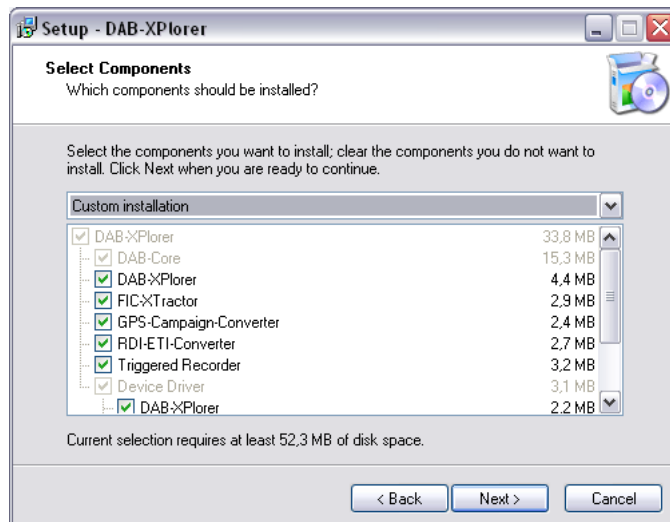 Setup - DAB-XPlorer
Select Components
Which components should be installed?
Select the components you want to install; clear the components you do not want to
install. Click Next when you are ready to continue.
Custom installation
DAB-XPlorer 33,8 MB
DAB-Core 15,3 MB
DAB-XPlorer 4,4 MB
FIC-XTractor 2,9 MB
GPS-Campaign-Converter 2,4 MB
RDI-ETI-Converter 2,7 MB
Triggered Recorder 3,2 MB
Device Driver 3,1 MB
DAB-XPlorer 2,2 MB
Current selection requires at least 52,3 MB of disk space.
< Back Next > Cancel